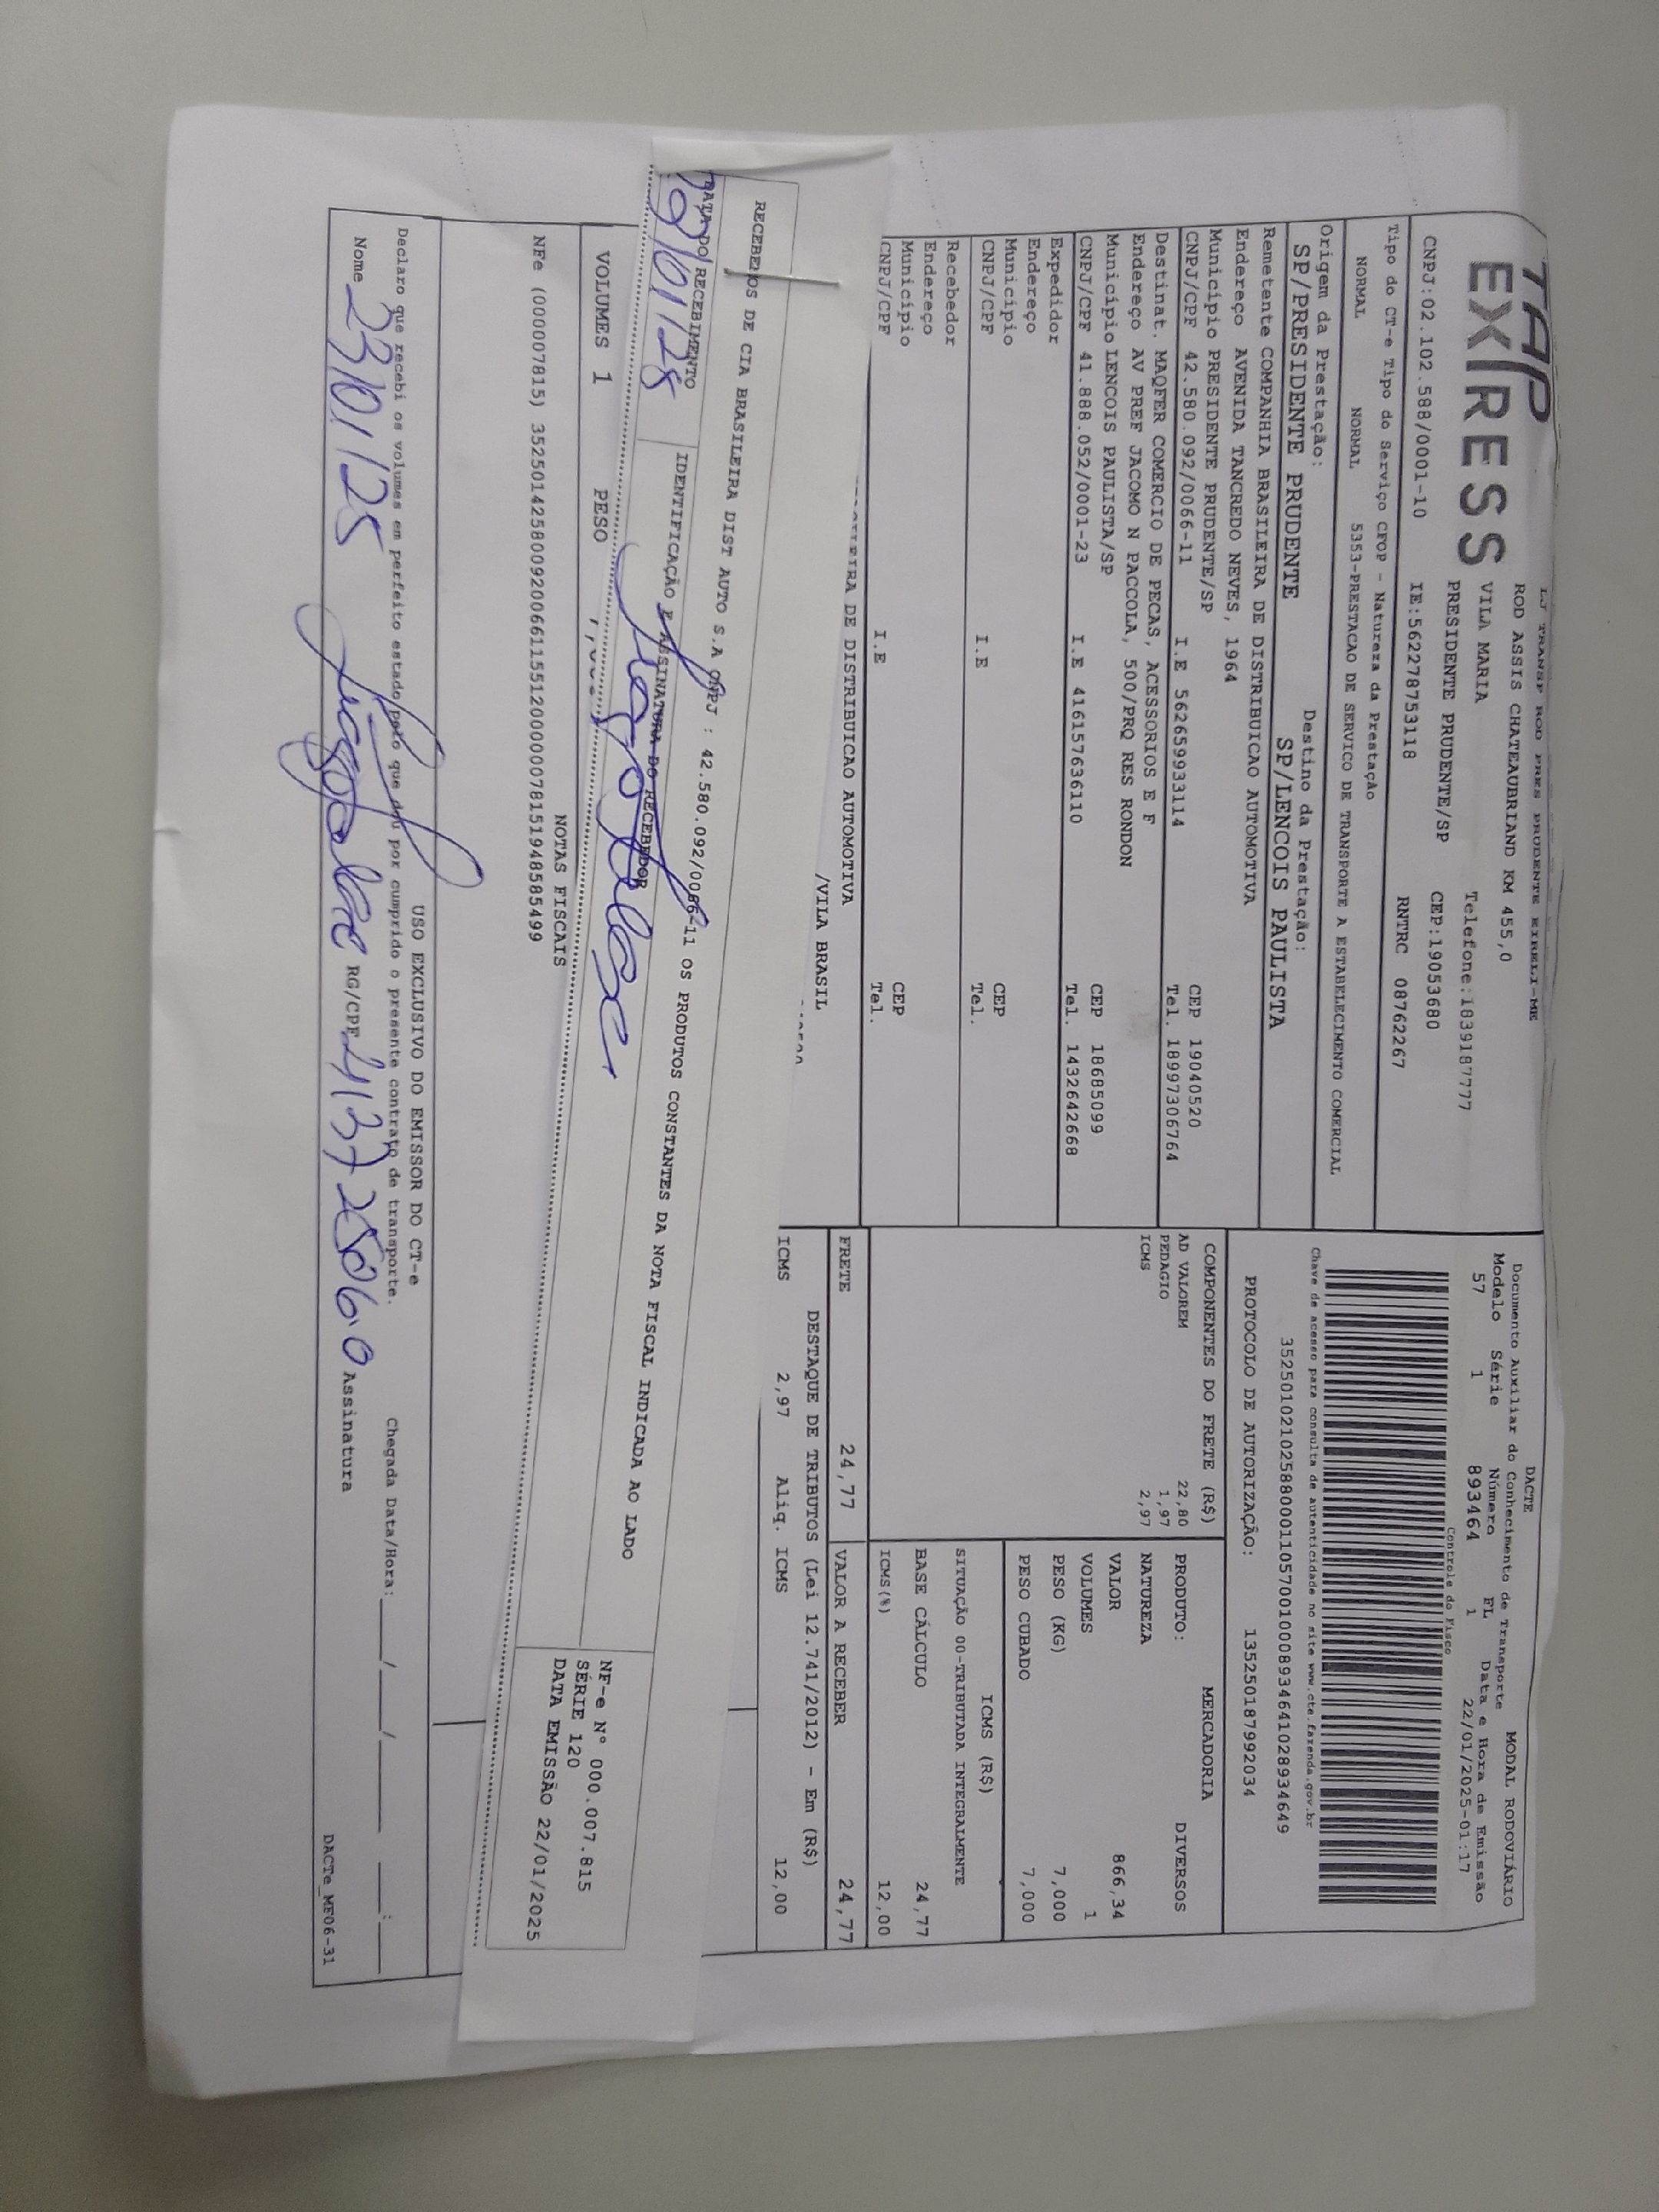 TAP
EXPRESS
LJ TRANSP ROD PRES PRUDENTE EIRELI-ME
ROD ASSIS CHATEAUBRIAND KM 455,0
VILA MARIA Telefone:1839187777
PRESIDENTE PRUDENTE/SP CEP:19053680
CNPJ:02.102.588/0001-10 IE:562278753118 RNTRC 08762267
Tipo do CT-e Tipo do Serviço CFOP - Natureza da Prestação
NORMAL NORMAL 5353-PRESTACAO DE SERVICO DE TRANSPORTE A ESTABELECIMENTO COMERCIAL
Origem da Prestação: Destino da Prestação:
SP/PRESIDENTE PRUDENTE SP/LENCOIS PAULISTA
Remetente COMPANHIA BRASILEIRA DE DISTRIBUICAO AUTOMOTIVA
Endereço AVENIDA TANCREDO NEVES, 1964
Município PRESIDENTE PRUDENTE/SP CEP 19040520
CNPJ/CPF 42.580.092/0066-11 I.E 562659933114 Tel. 18997306764
Destinat. MAQFER COMERCIO DE PECAS, ACESSORIOS E F
Endereço AV PREF JACOMO N PACCOLA, 500/PRQ RES RONDON
Município LENCOIS PAULISTA/SP CEP 18685099
CNPJ/CPF 41.888.052/0001-23 I.E 416157636110 Tel. 1432642668
Expedidor
Endereço
Município CEP
CNPJ/CPF I.E Tel.
Recebedor
Endereço
Município CEP
CNPJ/CPF I.E Tel.
DE DISTRIBUICAO AUTOMOTIVA
/VILA BRASIL
DACTE MODAL RODOVIÁRIO
Documento Auxiliar do Conhecimento de Transporte
Modelo Série Número FL Data e Hora de Emissão
57 1 893464 1 22/01/2025-01:17
Controle do Fisco
Chave de acesso para consulta de autenticidade no site www.cte.fazenda.gov.br
35250102102588000110570010008934641028934649
PROTOCOLO DE AUTORIZAÇÃO: 135250187992034
COMPONENTES DO FRETE (R$)
AD VALOREM 22,80
PEDAGIO 1,97
ICMS 2,97
MERCADORIA
PRODUTO: DIVERSOS
NATUREZA
VALOR 866,34
VOLUMES 1
PESO (KG) 7,000
PESO CUBADO 7,000
ICMS (R$)
SITUAÇÃO 00-TRIBUTADA INTEGRALMENTE
BASE CÁLCULO 24,77
ICMS(%) 12,00
FRETE 24,77 VALOR A RECEBER 24,77
DESTAQUE DE TRIBUTOS (Lei 12.741/2012) - Em (R$)
ICMS 2,97 Aliq. ICMS 12,00
RECEBEMOS DE CIA BRASILEIRA DIST AUTO S.A CNPJ : 42.580.092/0066-11 OS PRODUTOS CONSTANTES DA NOTA FISCAL INDICADA AO LADO
DATA DO RECEBIMENTO IDENTIFICAÇÃO E ASSINATURA DO RECEBEDOR
NF-e Nº 000.007.815
SÉRIE 120
DATA EMISSÃO 22/01/2025
VOLUMES 1 PESO
NOTAS FISCAIS
NFe (000007815) 35250142580092006611551200000078151948585499
USO EXCLUSIVO DO EMISSOR DO CT-e
Declaro que recebi os volumes em perfeito estado pelo que dou por cumprido o presente contrato de transporte. Chegada Data/Hora: ___/___/___ ___:___
Nome 23/01/25 RG/CPF Assinatura
DACTe_MF06-31